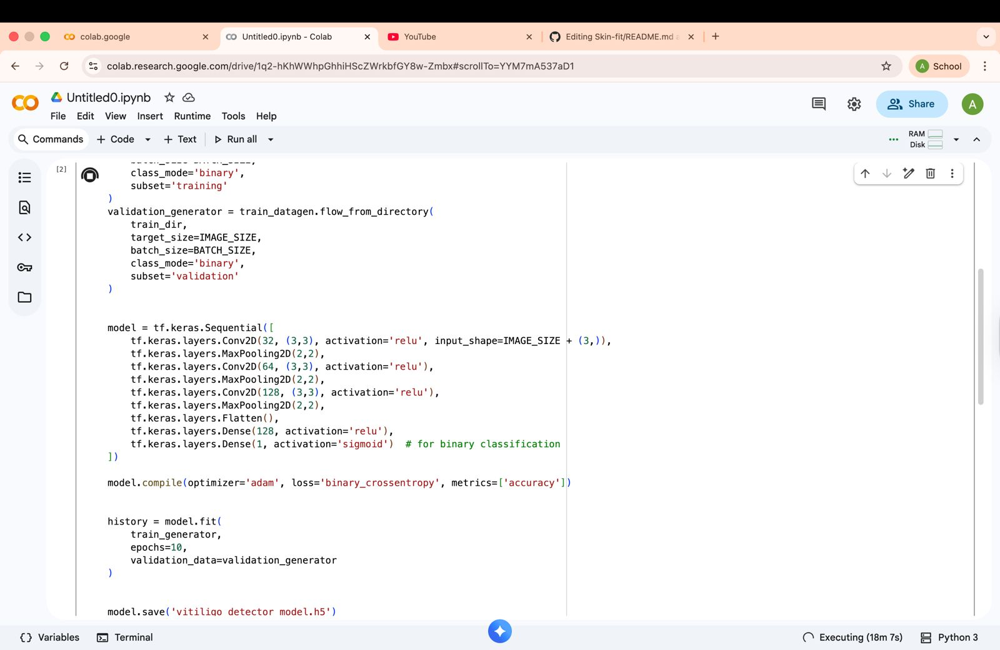 colab.google
Untitled0.ipynb - Colab
YouTube
Editing Skin-fit/README.md
colab.research.google.com/drive/1q2-hKhWWhpGhhiHScZWrkbfGY8w-Zmbx#scrollTo=YYM7mA537aD1
A School
CO Untitled0.ipynb
File Edit View Insert Runtime Tools Help
Share
A
Commands + Code + Text Run all
RAM
Disk
[2]
class_mode='binary',
subset='training'
)
validation_generator = train_datagen.flow_from_directory(
train_dir,
target_size=IMAGE_SIZE,
batch_size=BATCH_SIZE,
class_mode='binary',
subset='validation'
)
model = tf.keras.Sequential([
tf.keras.layers.Conv2D(32, (3,3), activation='relu', input_shape=IMAGE_SIZE + (3,)),
tf.keras.layers.MaxPooling2D(2,2),
tf.keras.layers.Conv2D(64, (3,3), activation='relu'),
tf.keras.layers.MaxPooling2D(2,2),
tf.keras.layers.Conv2D(128, (3,3), activation='relu'),
tf.keras.layers.MaxPooling2D(2,2),
tf.keras.layers.Flatten(),
tf.keras.layers.Dense(128, activation='relu'),
tf.keras.layers.Dense(1, activation='sigmoid') # for binary classification
])
model.compile(optimizer='adam', loss='binary_crossentropy', metrics=['accuracy'])
history = model.fit(
train_generator,
epochs=10,
validation_data=validation_generator
)
model.save('vitiligo_detector_model.h5')
Variables Terminal
Executing (18m 7s) Python 3